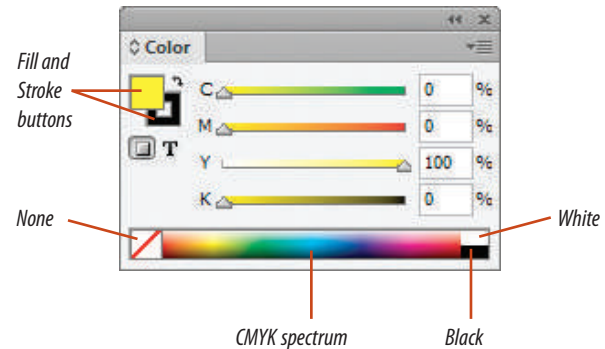 Color
Fill and
Stroke
buttons
C 0 %
M 0 %
T
Y 100 %
K 0 %
None
White
CMYK spectrum
Black